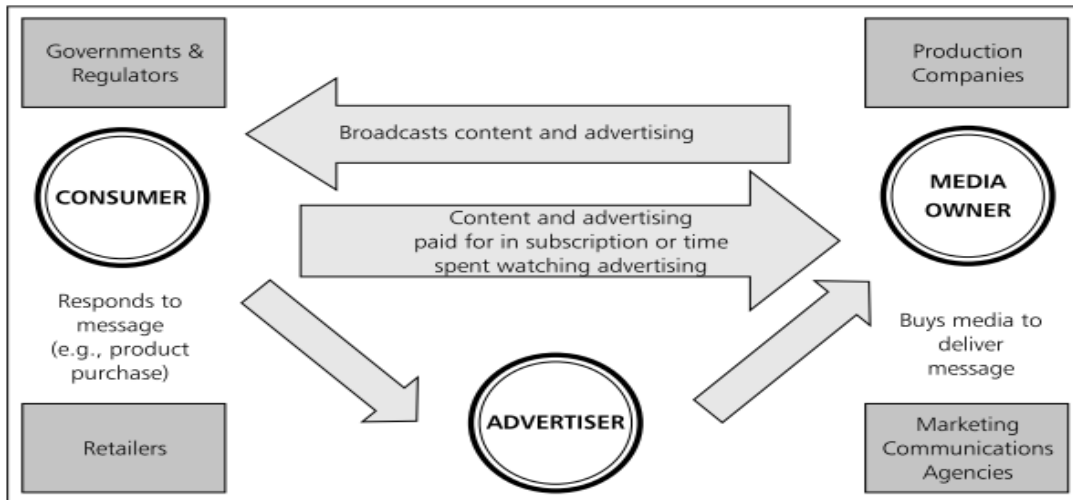 Governments &
Regulators
Production
Companies
Broadcasts content and advertising
CONSUMER
MEDIA
OWNER
Content and advertising
paid for in subscription or time
spent watching advertising
Responds to
message
(e.g., product
purchase)
Buys media to
deliver
message
ADVERTISER
Retailers
Marketing
Communications
Agencies